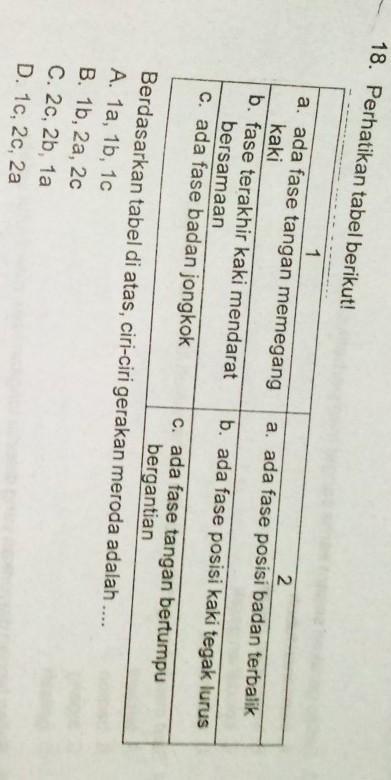 18. Perhatikan tabel berikut!
1 2
a. ada fase tangan memegang a. ada fase posisi badan terbalik
kaki
b. fase terakhir kaki mendarat b. ada fase posisi kaki tegak lurus
bersamaan
c. ada fase badan jongkok c. ada fase tangan bertumpu
bergantian
Berdasarkan tabel di atas, ciri-ciri gerakan meroda adalah ....
A. 1a, 1b, 1c
B. 1b, 2a, 2c
C. 2c, 2b, 1a
D. 1c, 2c, 2a